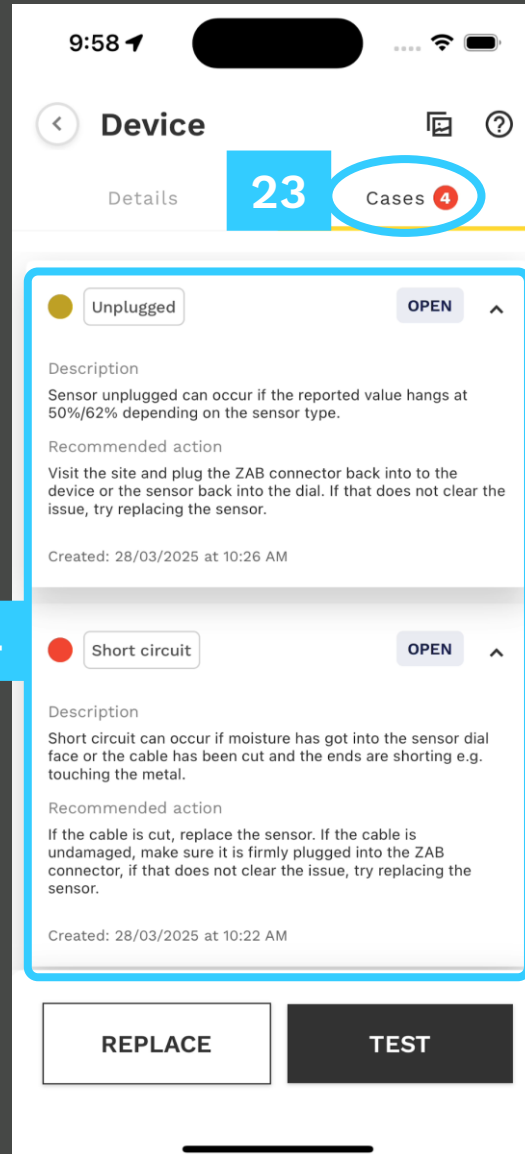 9:58
Device
Details
23
Cases 4
Unplugged
OPEN
Description
Sensor unplugged can occur if the reported value hangs at
50%/62% depending on the sensor type.
Recommended action
Visit the site and plug the ZAB connector back into to the
device or the sensor back into the dial. If that does not clear the
issue, try replacing the sensor.
Created: 28/03/2025 at 10:26 AM
Short circuit
OPEN
Description
Short circuit can occur if moisture has got into the sensor dial
face or the cable has been cut and the ends are shorting e.g.
touching the metal.
Recommended action
If the cable is cut, replace the sensor. If the cable is
undamaged, make sure it is firmly plugged into the ZAB
connector, if that does not clear the issue, try replacing the
sensor.
Created: 28/03/2025 at 10:22 AM
REPLACE
TEST